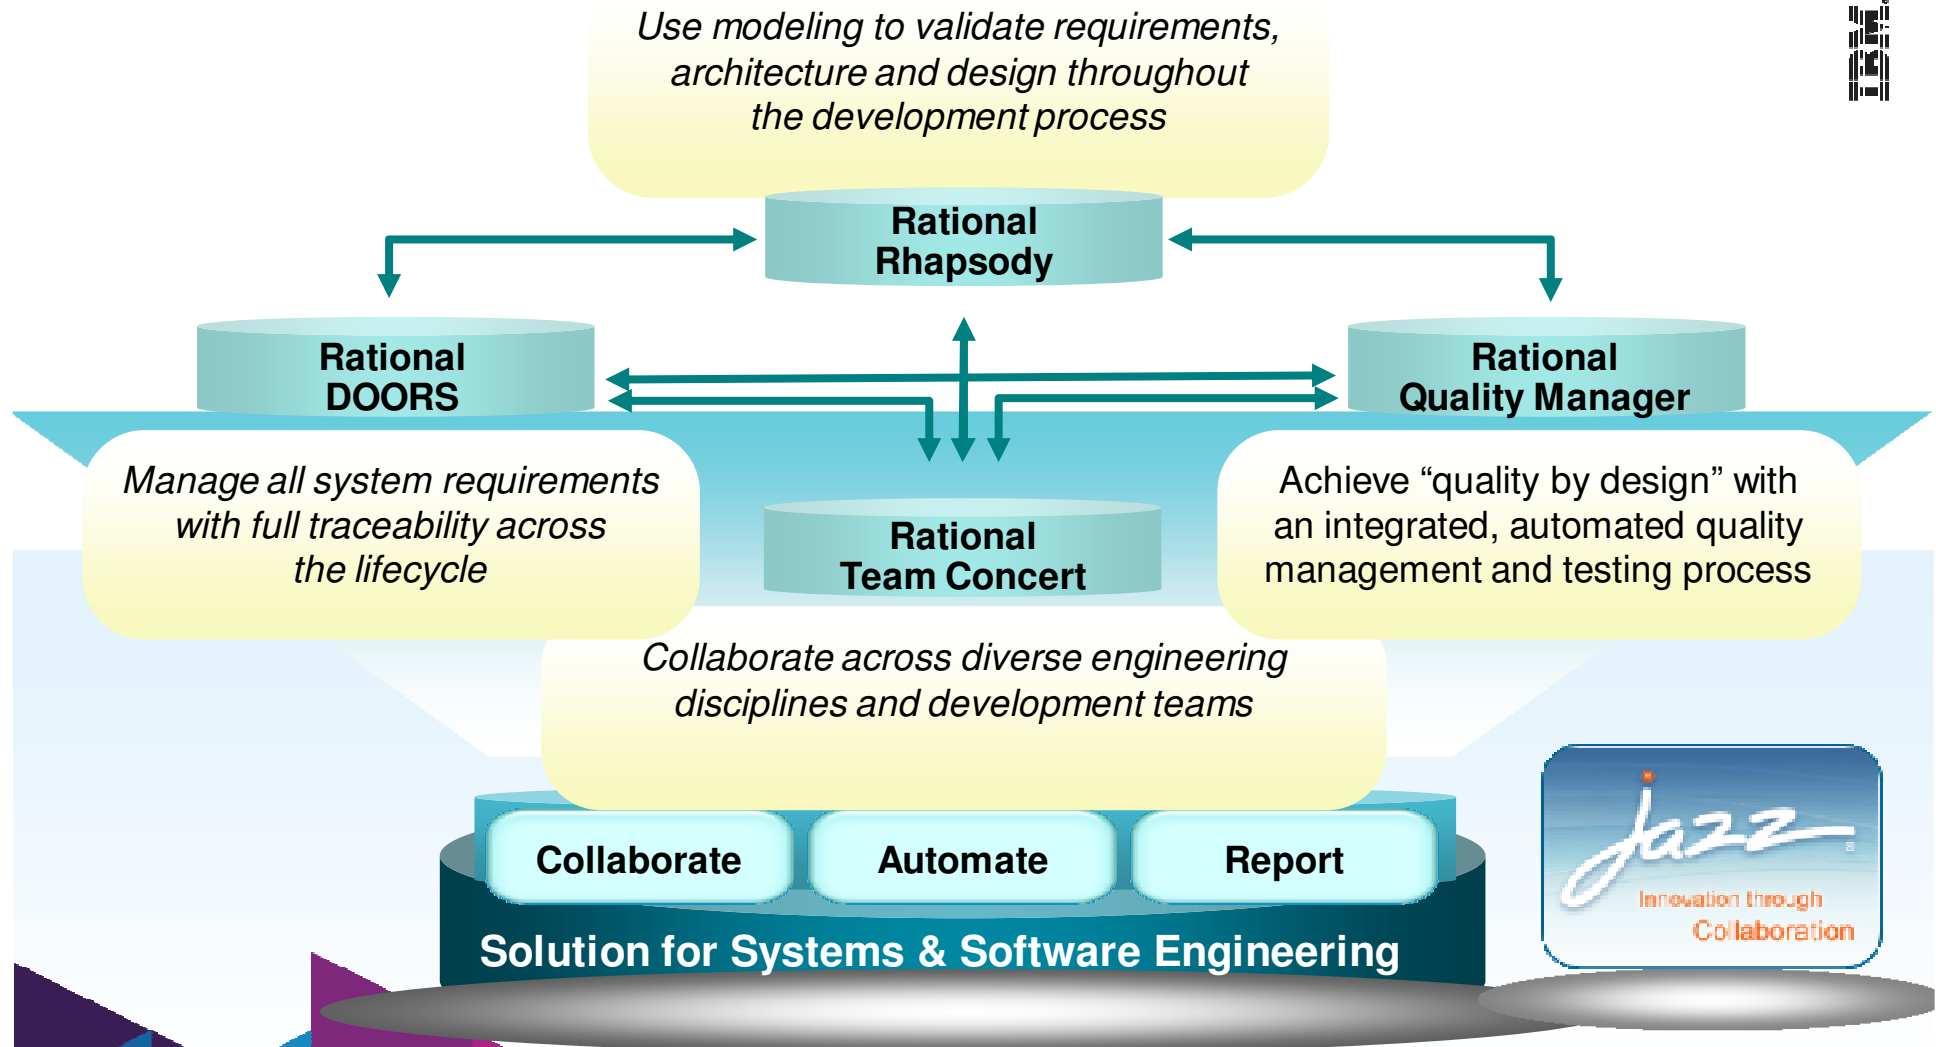 Use modeling to validate requirements,
architecture and design throughout
the development process
IBM
Rational
Rhapsody
Rational
DOORS
Rational
Quality Manager
Manage all system requirements
with full traceability across
the lifecycle
Rational
Team Concert
Achieve “quality by design” with
an integrated, automated quality
management and testing process
Collaborate across diverse engineering
disciplines and development teams
Collaborate
Automate
Report
Solution for Systems & Software Engineering
jazz
Innovation through
Collaboration